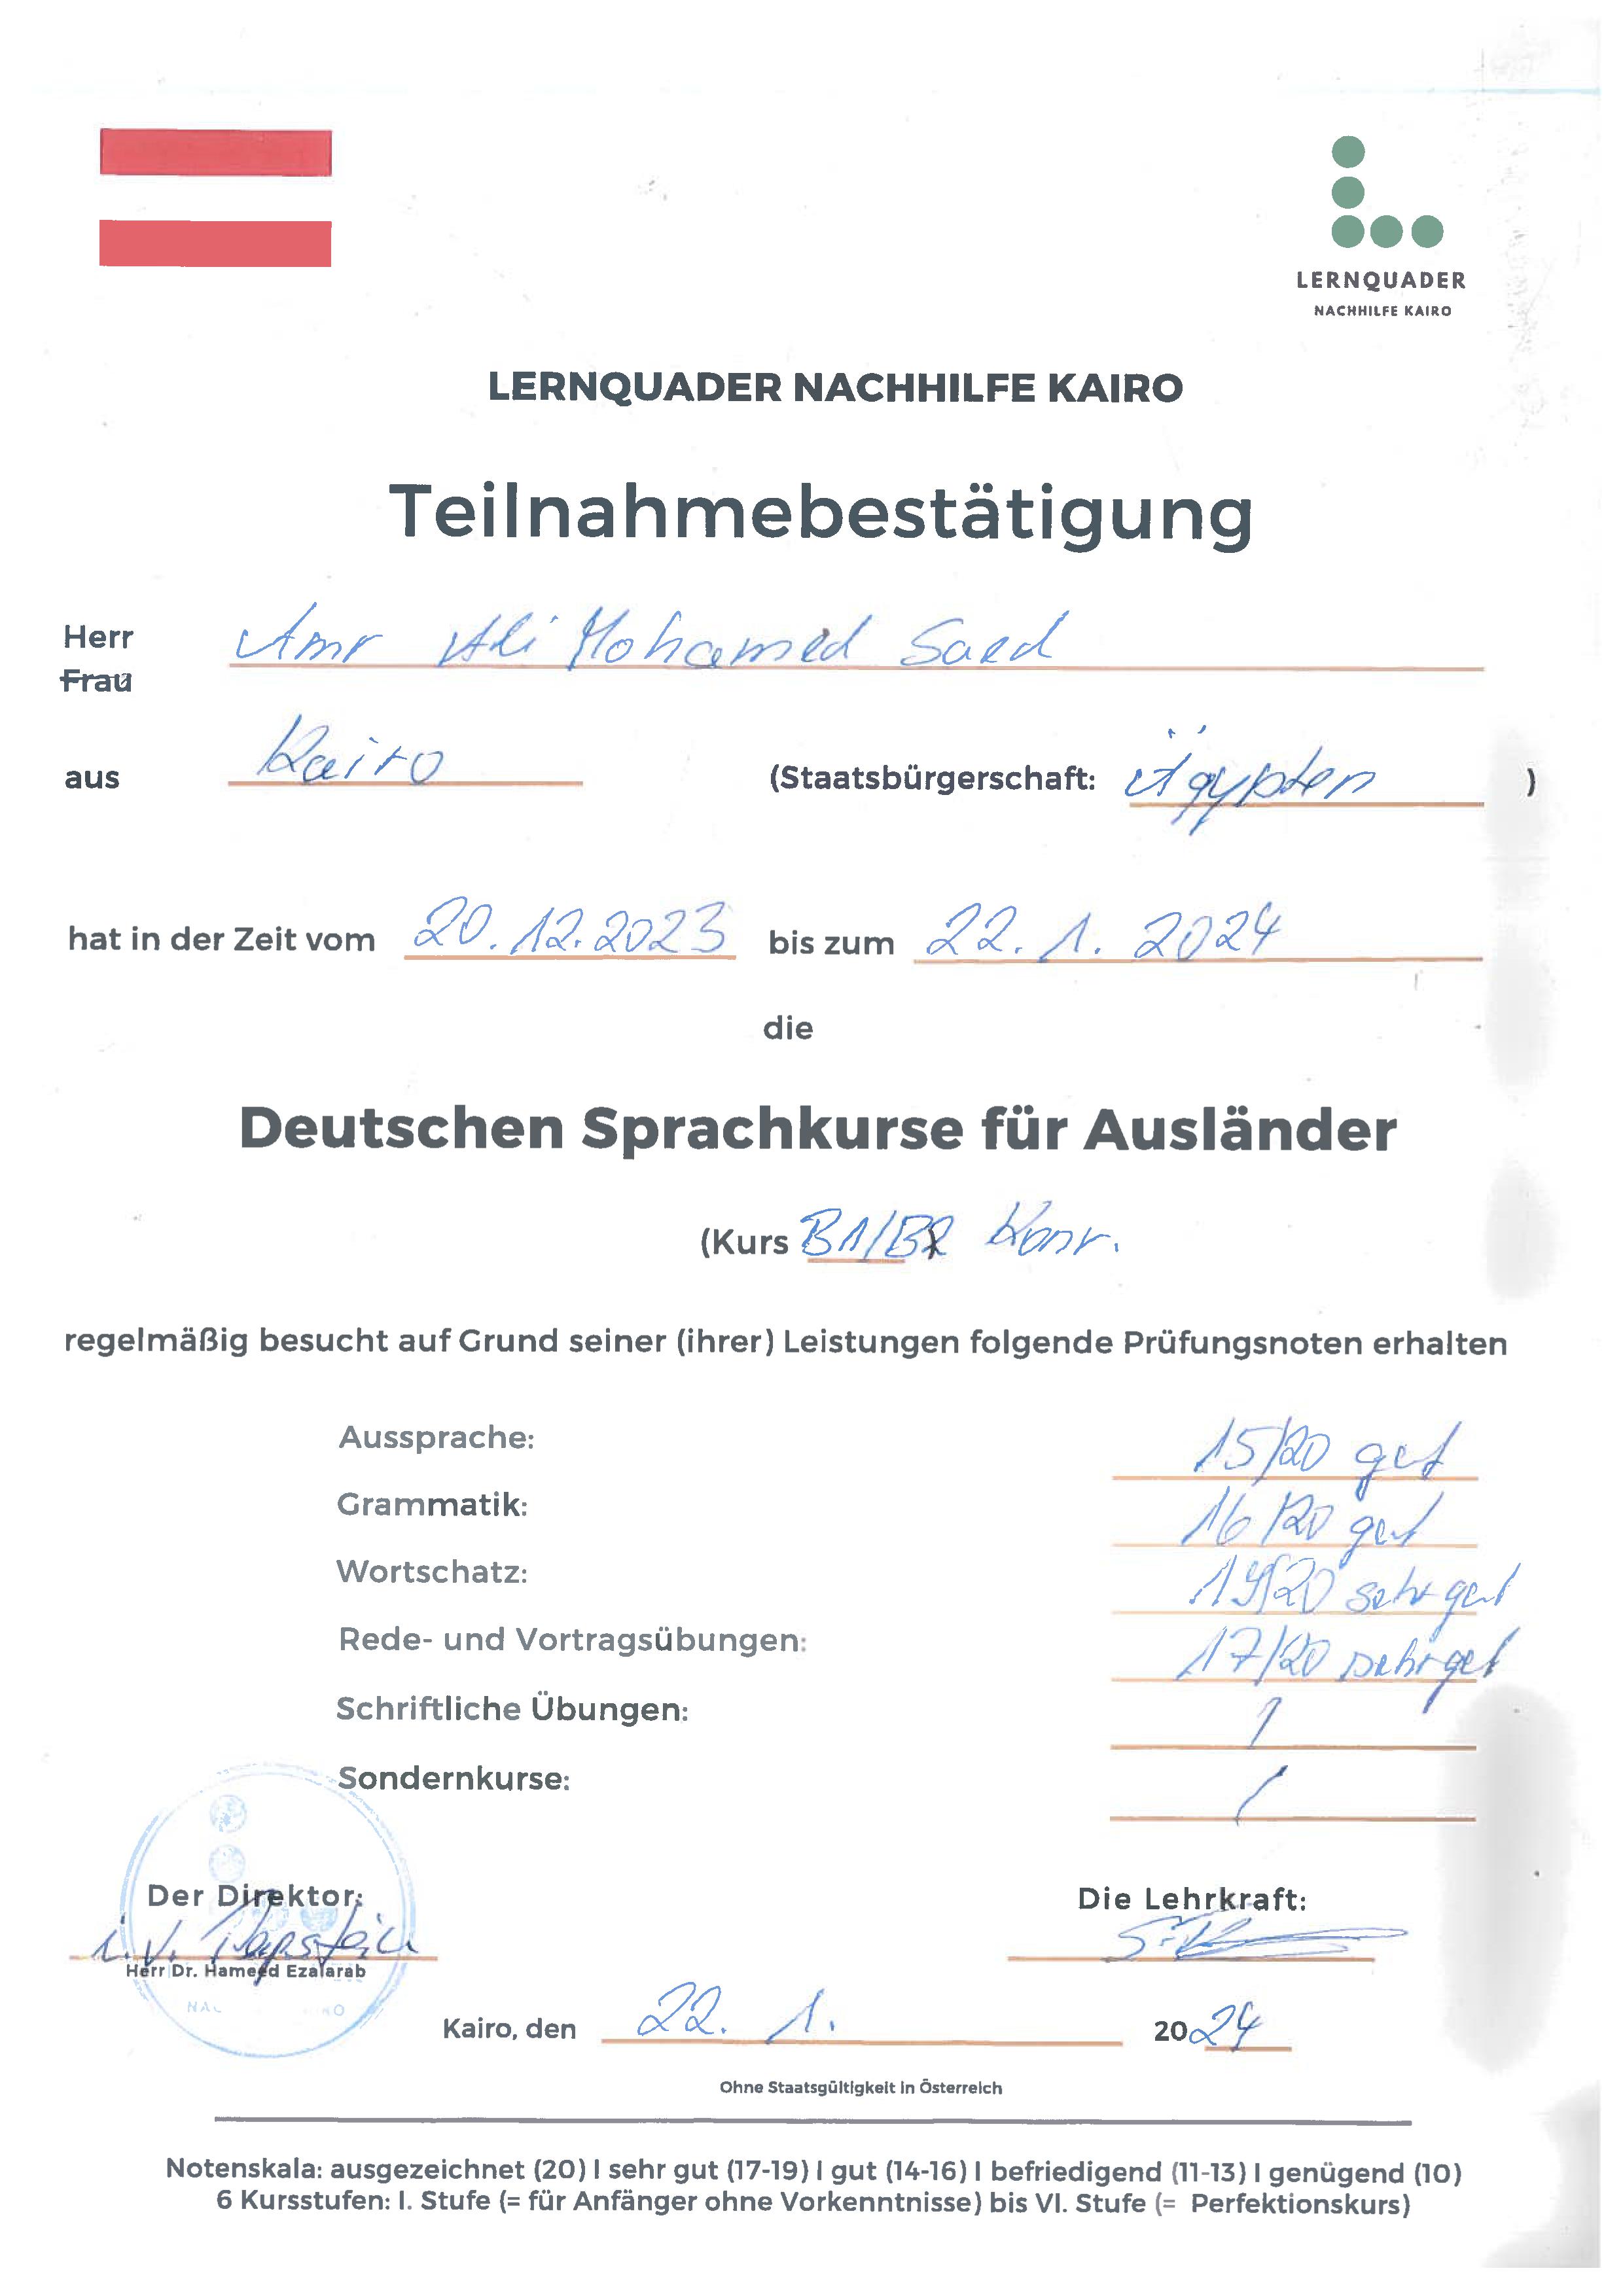 LERNQUADER
NACHHILFE KAIRO
LERNQUADER NACHHILFE KAIRO
Teilnahmebestätigung
Herr Amr Ali Mohamed Saed
Frau
aus Kairo (Staatsbürgerschaft: Ägypten )
hat in der Zeit vom 20.12.2023 bis zum 22.1.2024
die
Deutschen Sprachkurse für Ausländer
(Kurs B1/B2 Konv.
regelmäßig besucht auf Grund seiner (ihrer) Leistungen folgende Prüfungsnoten erhalten
Aussprache: 15/20 gut
Grammatik: 16/20 gut
Wortschatz: 19/20 sehr gut
Rede- und Vortragsübungen: 17/20 sehr gut
Schriftliche Übungen: /
Sondernkurse: /
Der Direktor: Die Lehrkraft:
i.V.
Herr Dr. Hameed Ezalarab
Kairo, den 22. 1. 2024
Ohne Staatsgültigkeit in Österreich
Notenskala: ausgezeichnet (20) I sehr gut (17-19) I gut (14-16) I befriedigend (11-13) I genügend (10)
6 Kursstufen: I. Stufe (= für Anfänger ohne Vorkenntnisse) bis VI. Stufe (= Perfektionskurs)